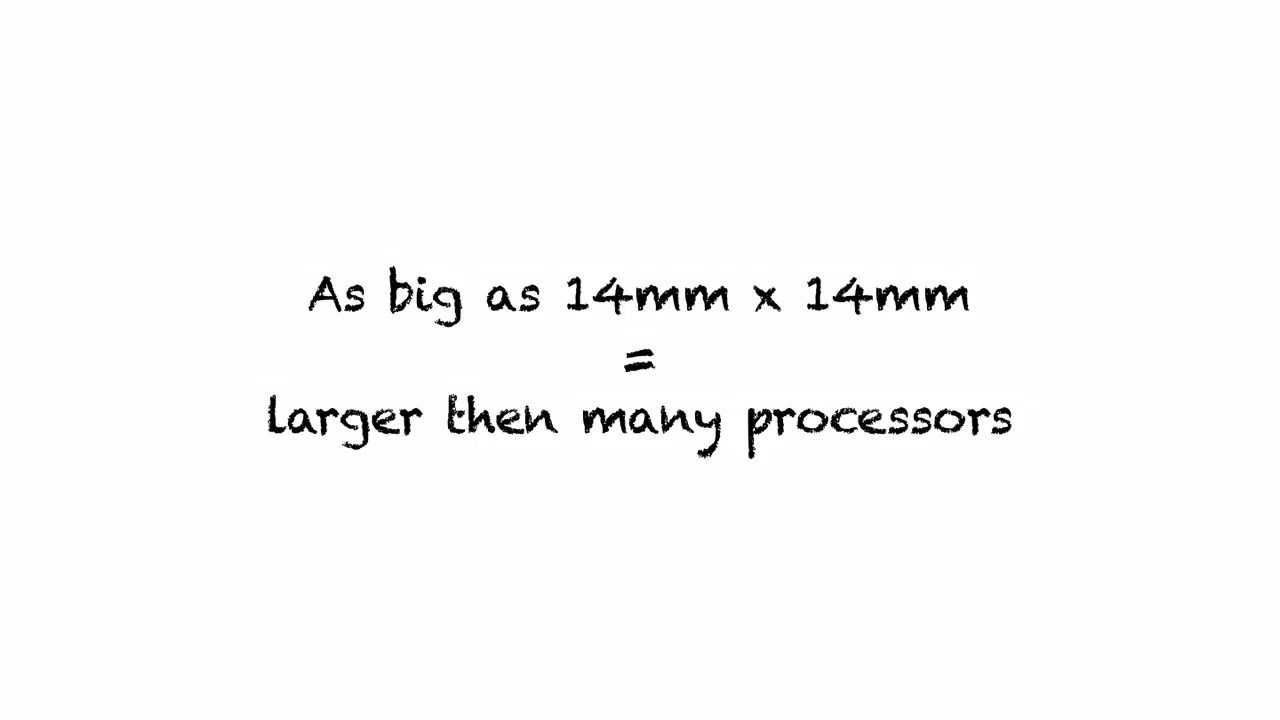 As big as 14mm x 14mm
=
larger then many processors